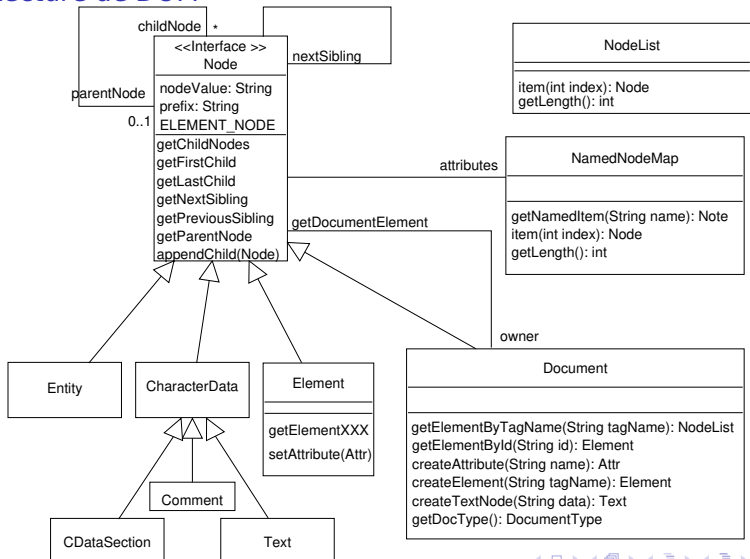 childNode *
<<Interface >>
Node
nextSibling
parentNode
0..1
nodeValue: String
prefix: String
ELEMENT_NODE
getChildNodes
getFirstChild
getLastChild
getNextSibling
getPreviousSibling
getParentNode
appendChild(Node)
NodeList
item(int index): Node
getLength(): int
attributes
NamedNodeMap
getNamedItem(String name): Note
item(int index): Node
getLength(): int
getDocumentElement
owner
Entity
CharacterData
Element
getElementXXX
setAttribute(Attr)
Document
getElementByTagName(String tagName): NodeList
getElementById(String id): Element
createAttribute(String name): Attr
createElement(String tagName): Element
createTextNode(String data): Text
getDocType(): DocumentType
Comment
CDataSection
Text